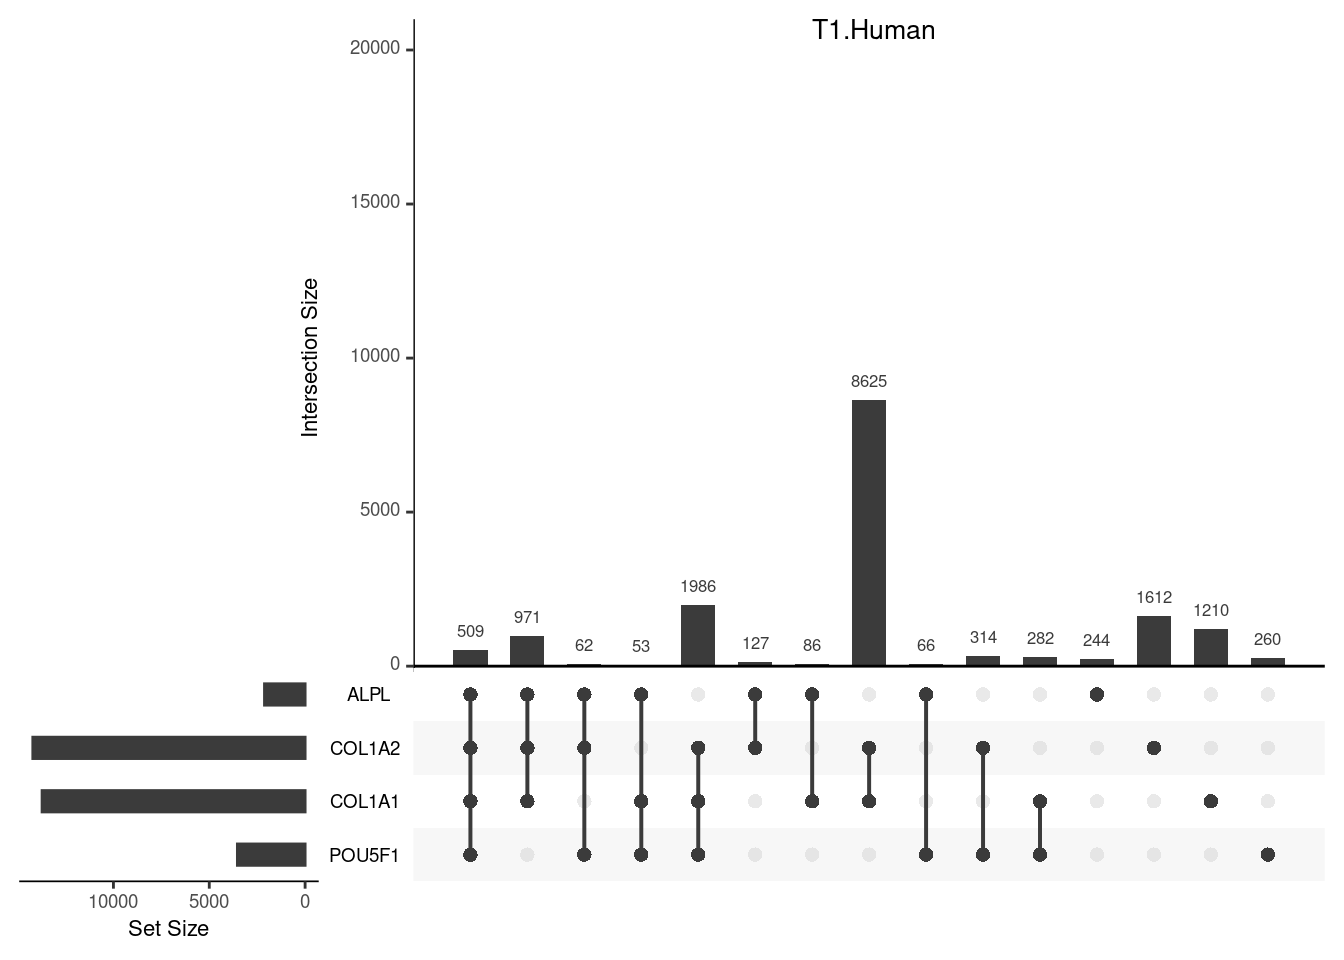 T1.Human
20000
15000
10000
5000
0
Intersection Size
509 971 62 53 1986 127 86 8625 66 314 282 244 1612 1210 260
ALPL
COL1A2
COL1A1
POU5F1
10000 5000 0
Set Size